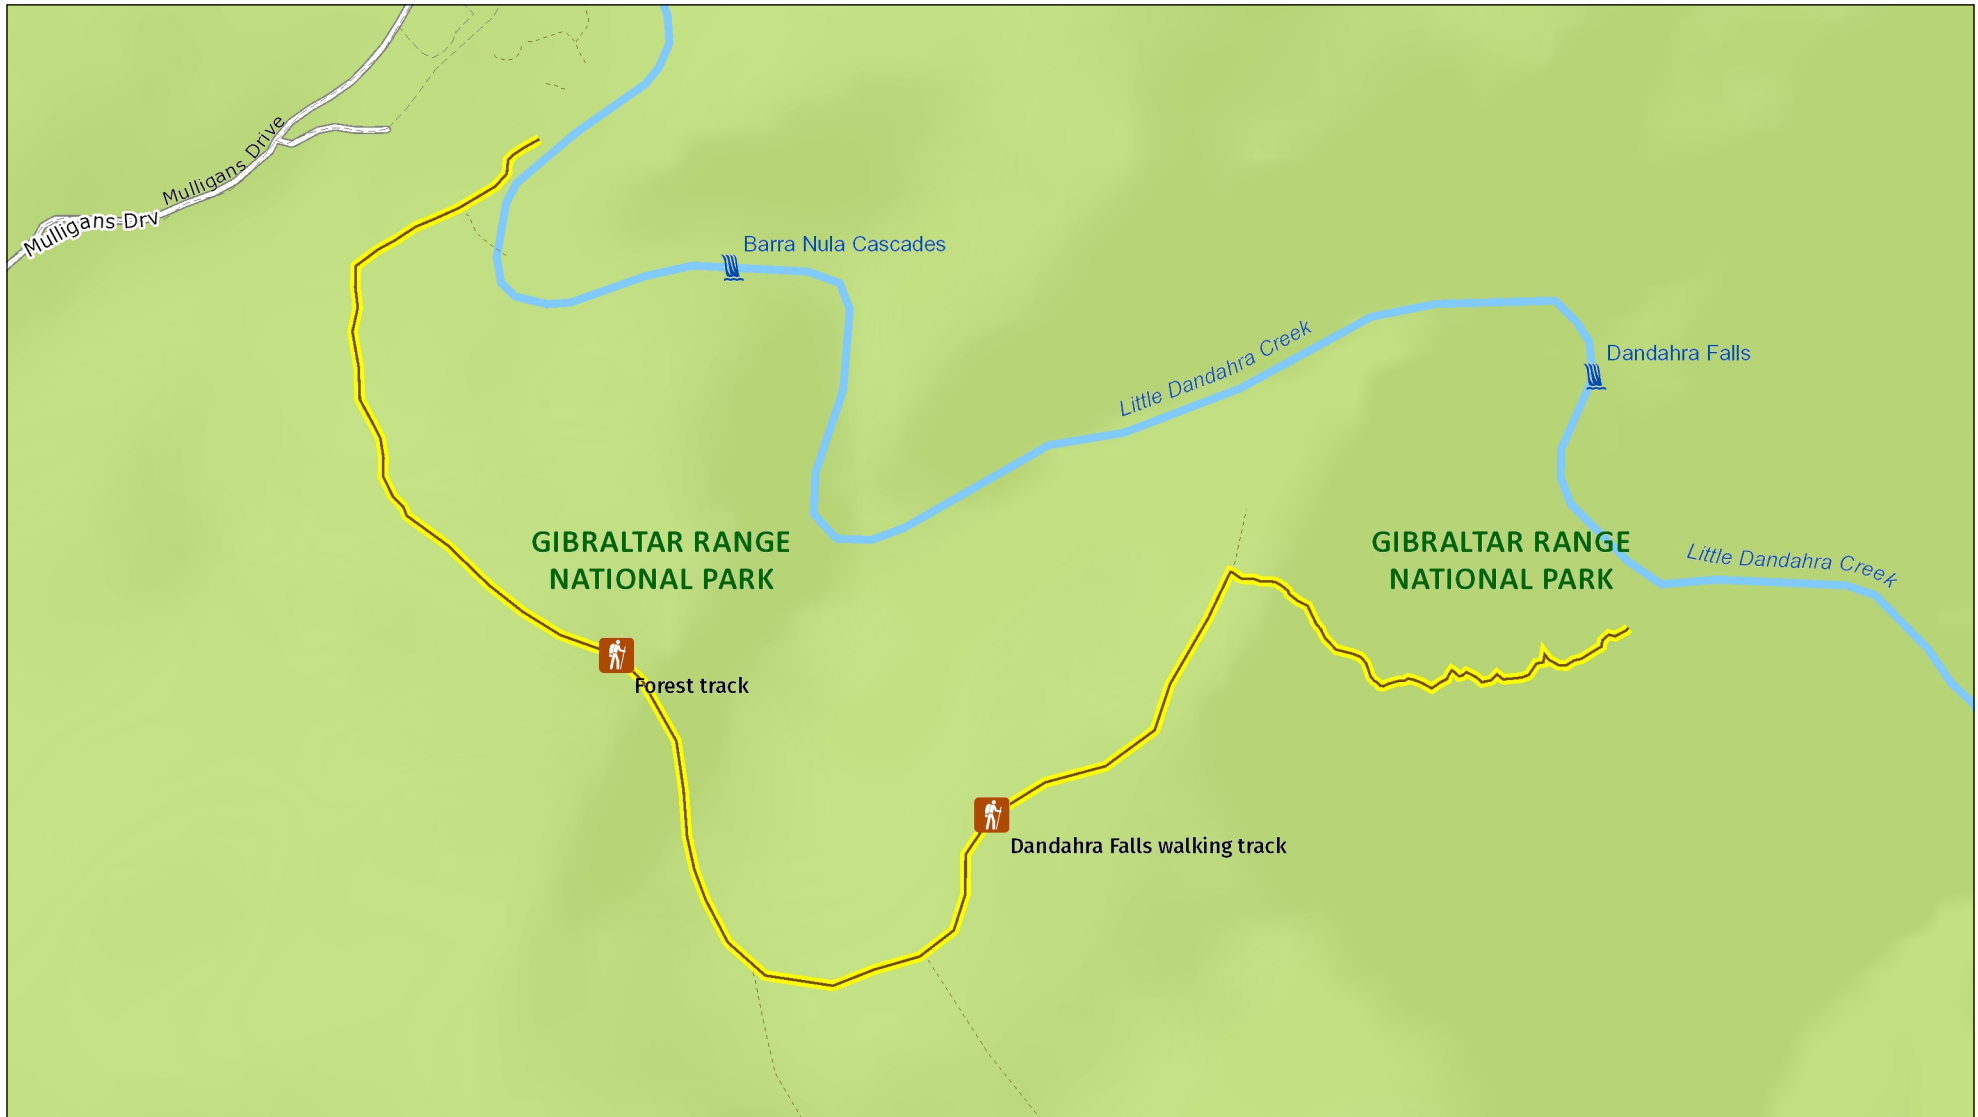 Mulligans Drive
Mulligans Drv
Barra Nula Cascades
Little Dandahra Creek
Dandahra Falls
GIBRALTAR RANGE
NATIONAL PARK
GIBRALTAR RANGE
NATIONAL PARK
Little Dandahra Creek
Forest track
Dandahra Falls walking track